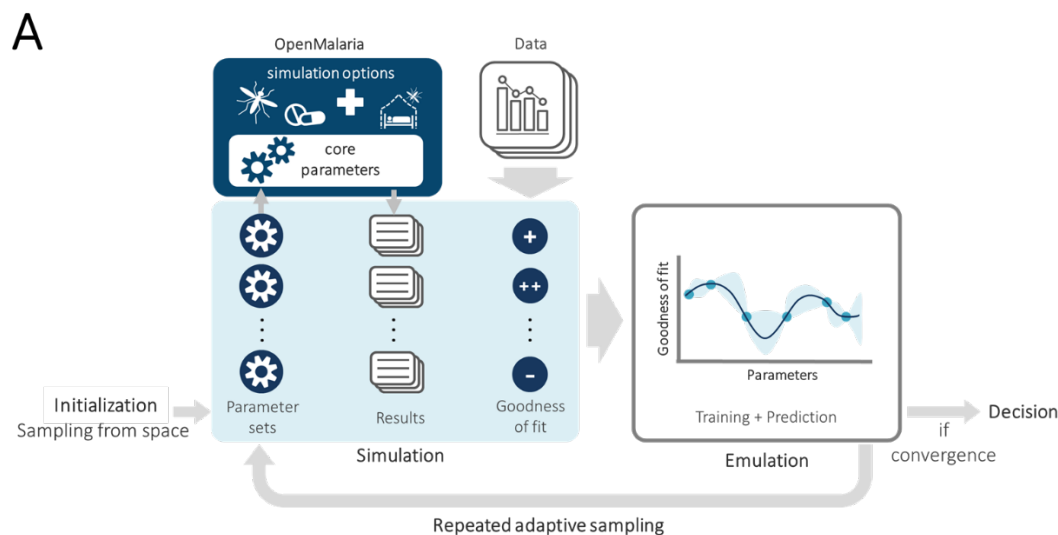 A
OpenMalaria
simulation options
core
parameters
Data
+
++
-
Parameter
sets
Results
Goodness
of fit
Simulation
Initialization
Sampling from space
Goodness of fit
Parameters
Training + Prediction
Emulation
Decision
if
convergence
Repeated adaptive sampling